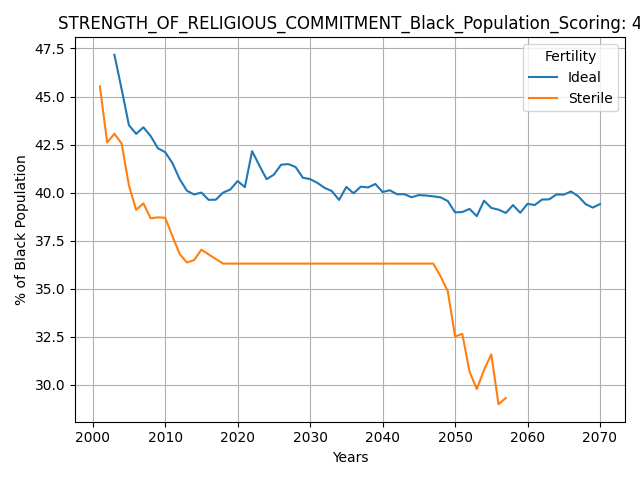 STRENGTH_OF_RELIGIOUS_COMMITMENT_Black_Population_Scoring: 4
Fertility
Ideal
Sterile
% of Black Population
47.5
45.0
42.5
40.0
37.5
35.0
32.5
30.0
2000 2010 2020 2030 2040 2050 2060 2070
Years